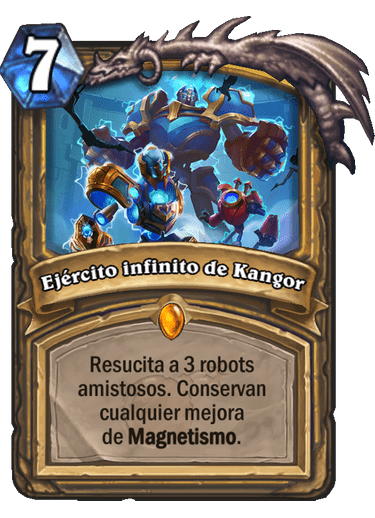 7
Ejército infinito de Kangor
Resucita a 3 robots
amistosos. Conservan
cualquier mejora
de Magnetismo.